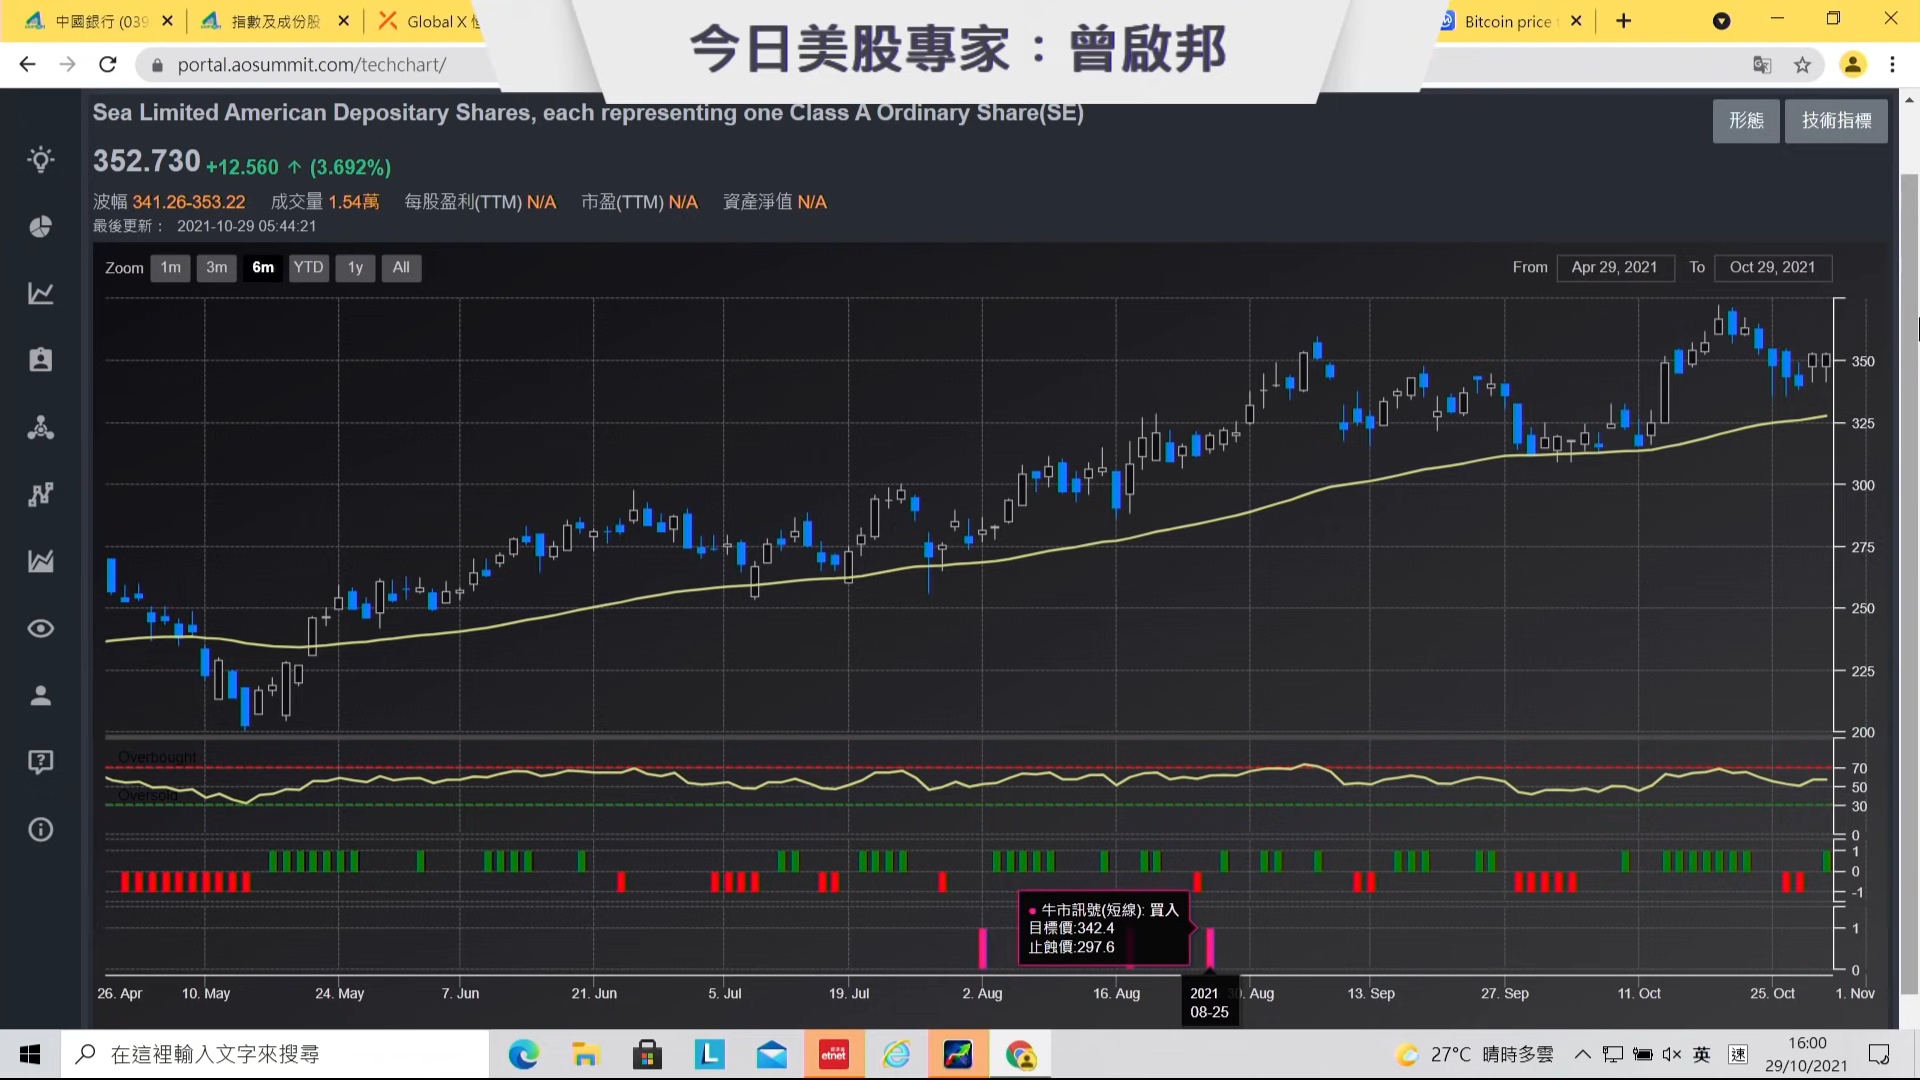 中國銀行 (039
指數及成份股
Global X 恒
今日美股專家：曾啟邦
Bitcoin price
portal.aosummit.com/techchart/
Sea Limited American Depositary Shares, each representing one Class A Ordinary Share(SE)
形態
技術指標
352.730 +12.560 ↑ (3.692%)
波幅 341.26-353.22 成交量 1.54萬 每股盈利(TTM) N/A 市盈(TTM) N/A 資產淨值 N/A
最後更新： 2021-10-29 05:44:21
Zoom 1m 3m 6m YTD 1y All
From Apr 29, 2021 To Oct 29, 2021
350
325
300
275
250
225
200
Overbought
Oversold
70
50
30
0
1
0
-1
牛市訊號(短線): 買入
目標價:342.4
止蝕價:297.6
1
0
26. Apr 10. May 24. May 7. Jun 21. Jun 5. Jul 19. Jul 2. Aug 16. Aug 30. Aug 13. Sep 27. Sep 11. Oct 25. Oct 1. Nov
2021
08-25
在這裡輸入文字來搜尋
etnet
27°C 晴時多雲
英
速
16:00
29/10/2021